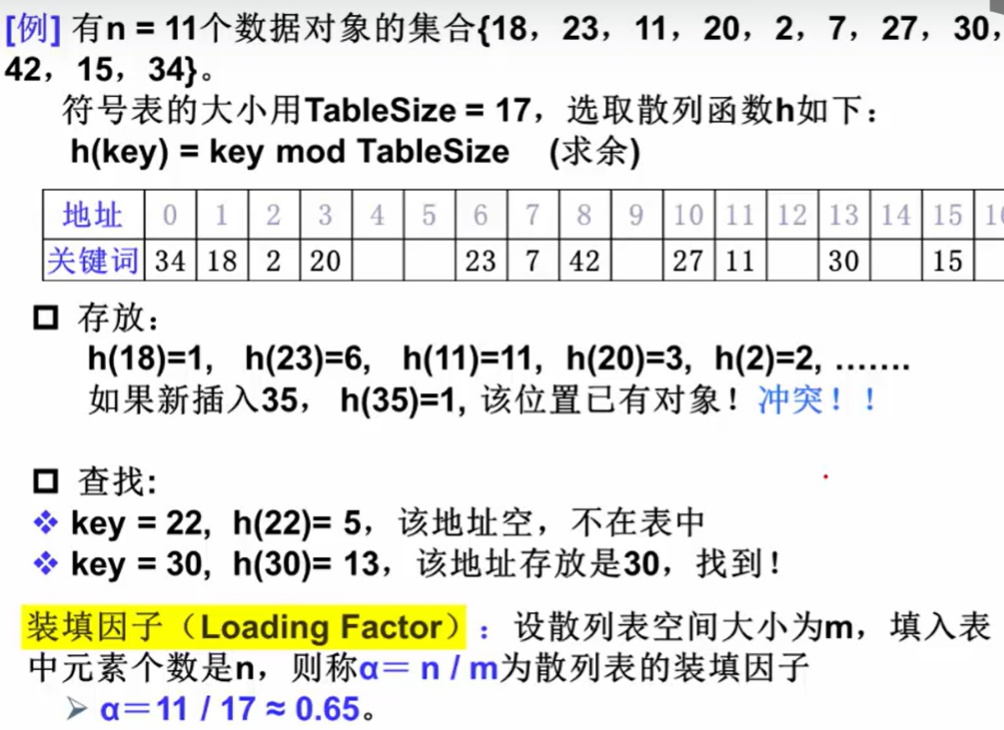 [例] 有n = 11个数据对象的集合{18，23，11，20，2，7，27，30，
42，15，34}。
符号表的大小用TableSize = 17，选取散列函数h如下：
h(key) = key mod TableSize (求余)
地址 0 1 2 3 4 5 6 7 8 9 10 11 12 13 14 15
关键词 34 18 2 20 23 7 42 27 11 30 15
存放：
h(18)=1, h(23)=6, h(11)=11, h(20)=3, h(2)=2, .......
如果新插入35， h(35)=1, 该位置已有对象！冲突！！
查找:
key = 22, h(22)= 5，该地址空，不在表中
key = 30, h(30)= 13，该地址存放是30，找到！
装填因子（Loading Factor）：设散列表空间大小为m，填入表
中元素个数是n，则称α＝ n / m为散列表的装填因子
α＝11 / 17 ≈ 0.65。